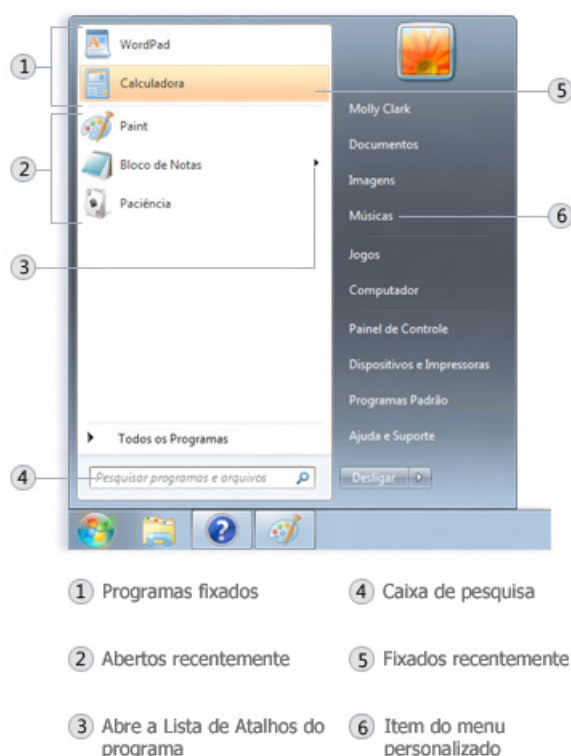 WordPad
1
Calculadora
5
Molly Clark
Paint
Documentos
2
Bloco de Notas
Imagens
Paciência
Músicas
6
3
Jogos
Computador
Painel de Controle
Dispositivos e Impressoras
Programas Padrão
Todos os Programas
Ajuda e Suporte
4
Pesquisar programas e arquivos
Desligar
?
1 Programas fixados
4 Caixa de pesquisa
2 Abertos recentemente
5 Fixados recentemente
3 Abre a Lista de Atalhos do
programa
6 Item do menu
personalizado